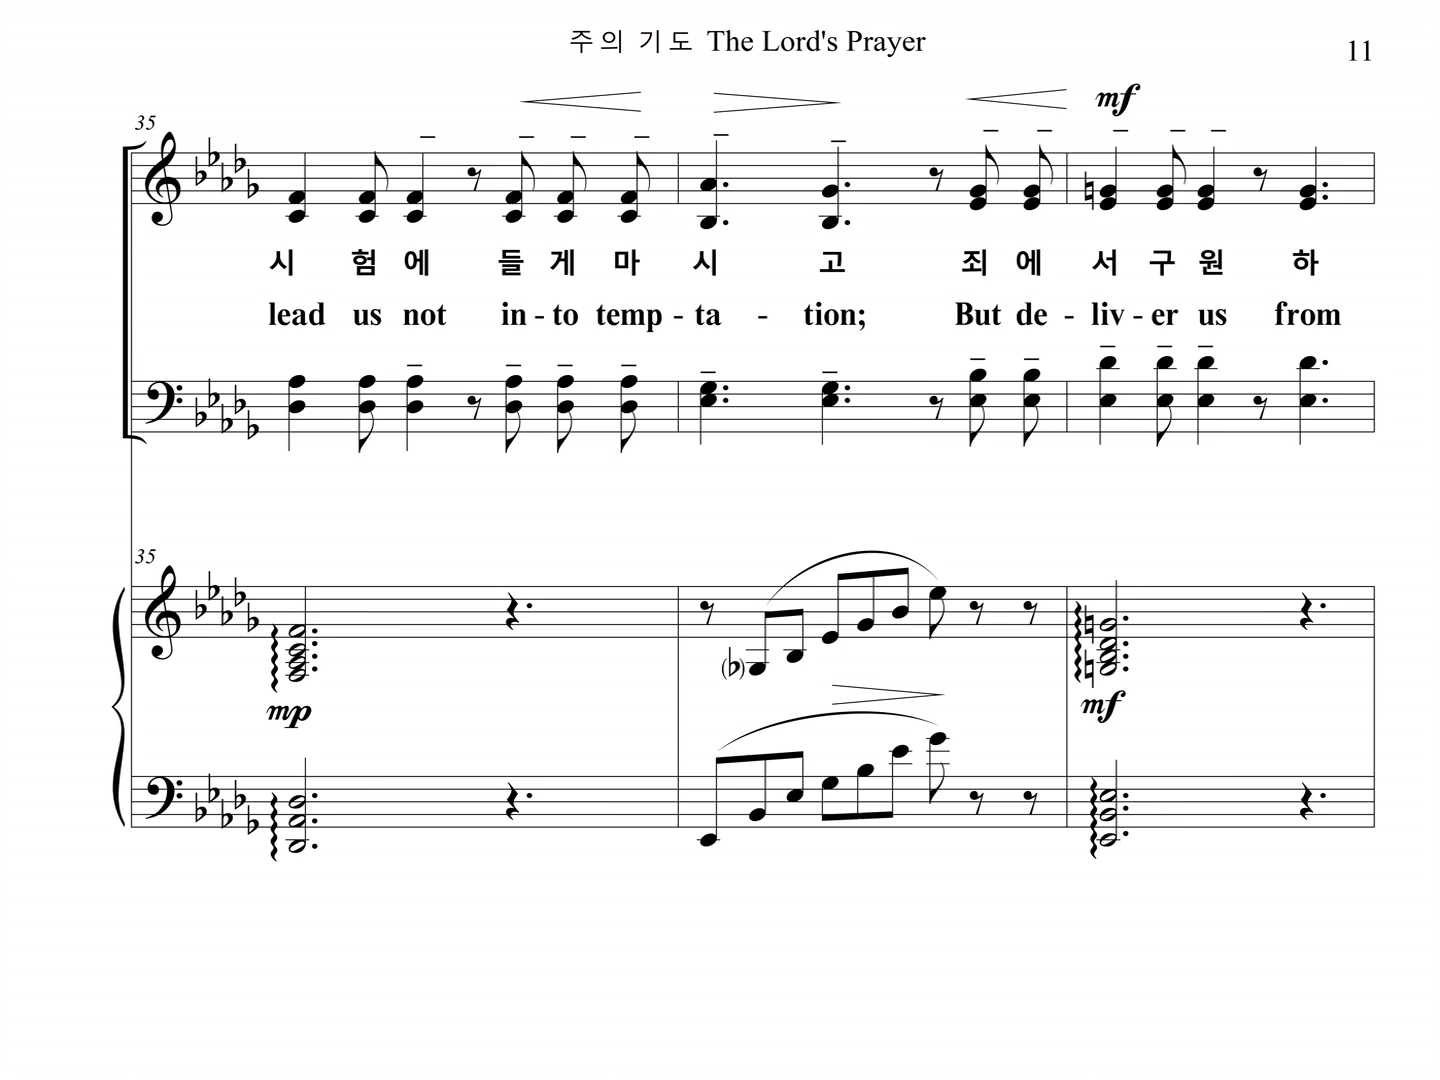 주의 기도 The Lord's Prayer
11
mf
35
시 험 에 들 게 마 시 고 죄 에 서 구 원 하
lead us not in - to temp - ta - tion; But de - liv - er us from
35
mp
mf